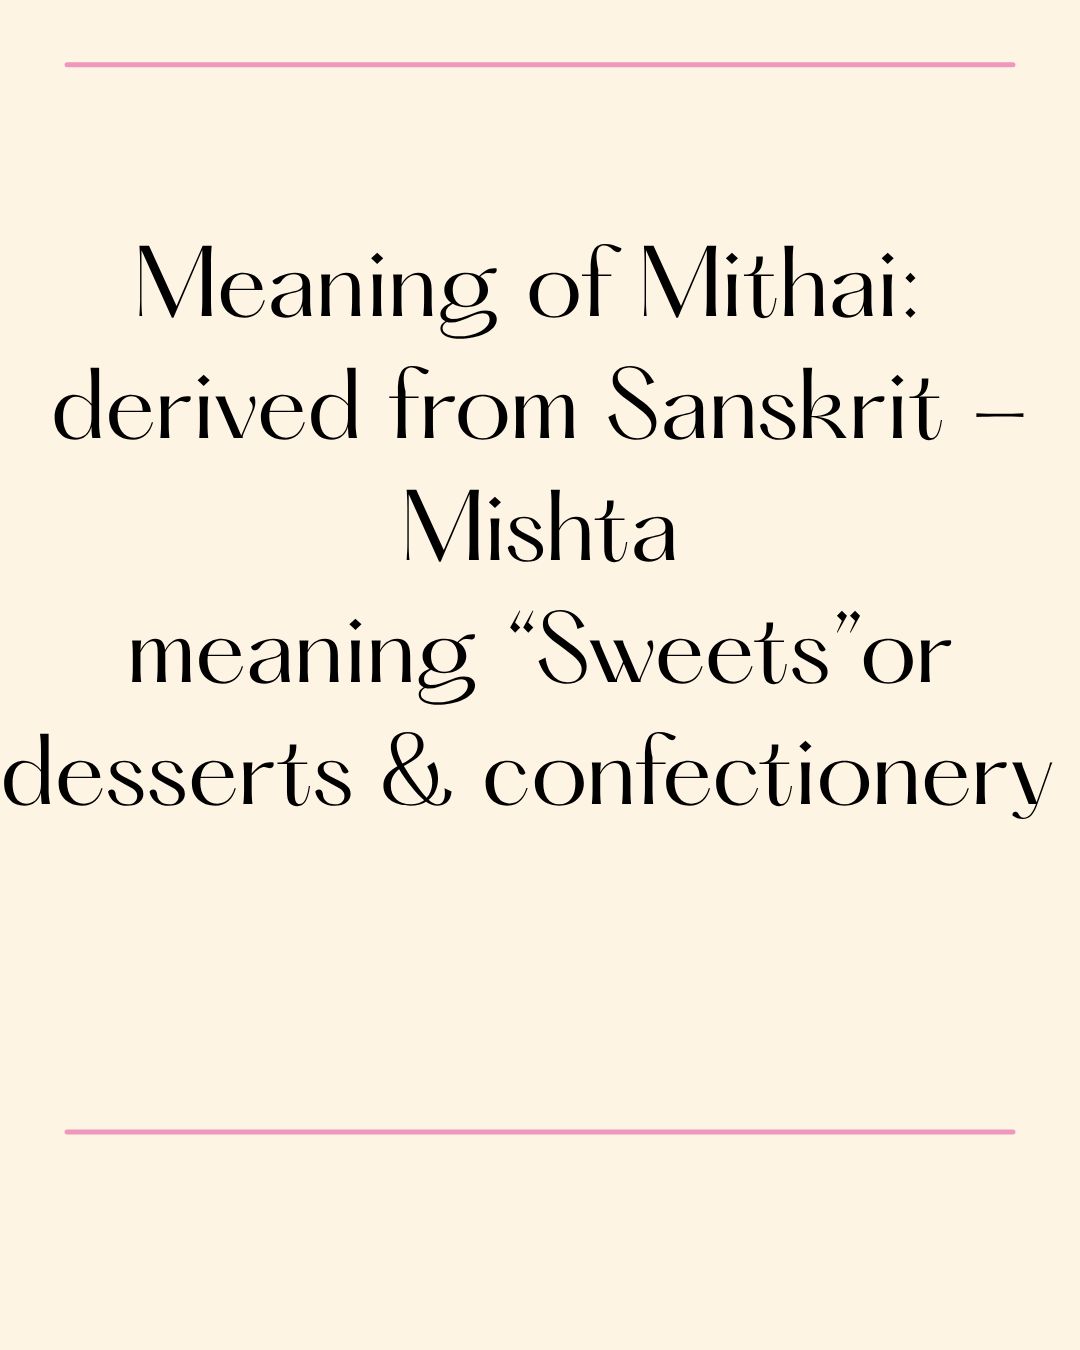 Meaning of Mithai:
derived from Sanskrit –
Mishta
meaning “Sweets”or
desserts & confectionery